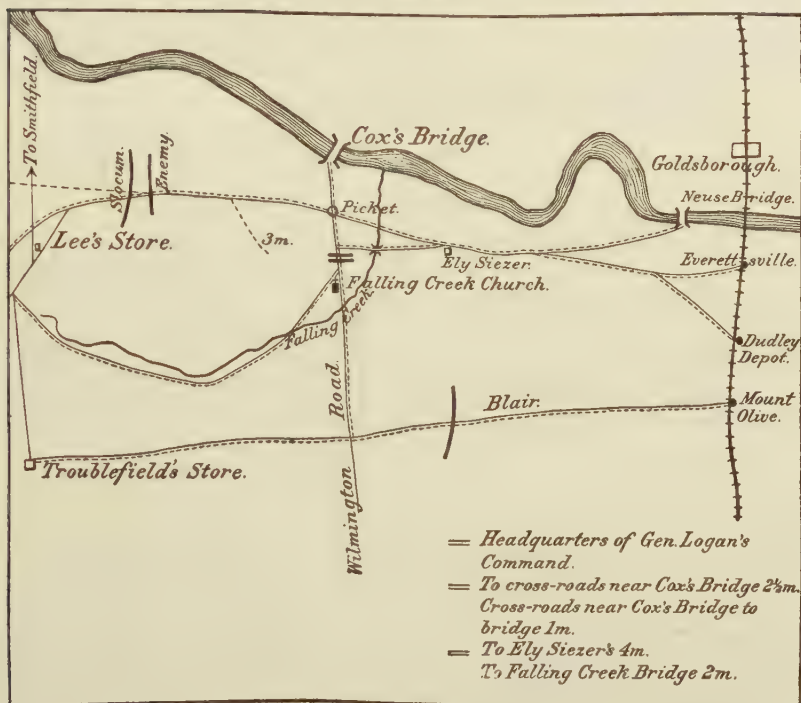 To Smithfield.
Cox's Bridge.
Goldsborough.
Slocum.
Enemy.
Neuse Bridge.
Picket.
Lee's Store.
a
3m.
Ely Siezer.
Everettsville.
Falling Creek Church.
Falling Creek.
Dudley
Depot.
Road.
Blair.
Mount
Olive.
Troublefield's Store.
Wilmington
= Headquarters of Gen. Logan's
Command.
= To cross-roads near Cox's Bridge 2½m.
Cross-roads near Cox's Bridge to
bridge 1m.
= To Ely Siezer's 4m.
To Falling Creek Bridge 2m.